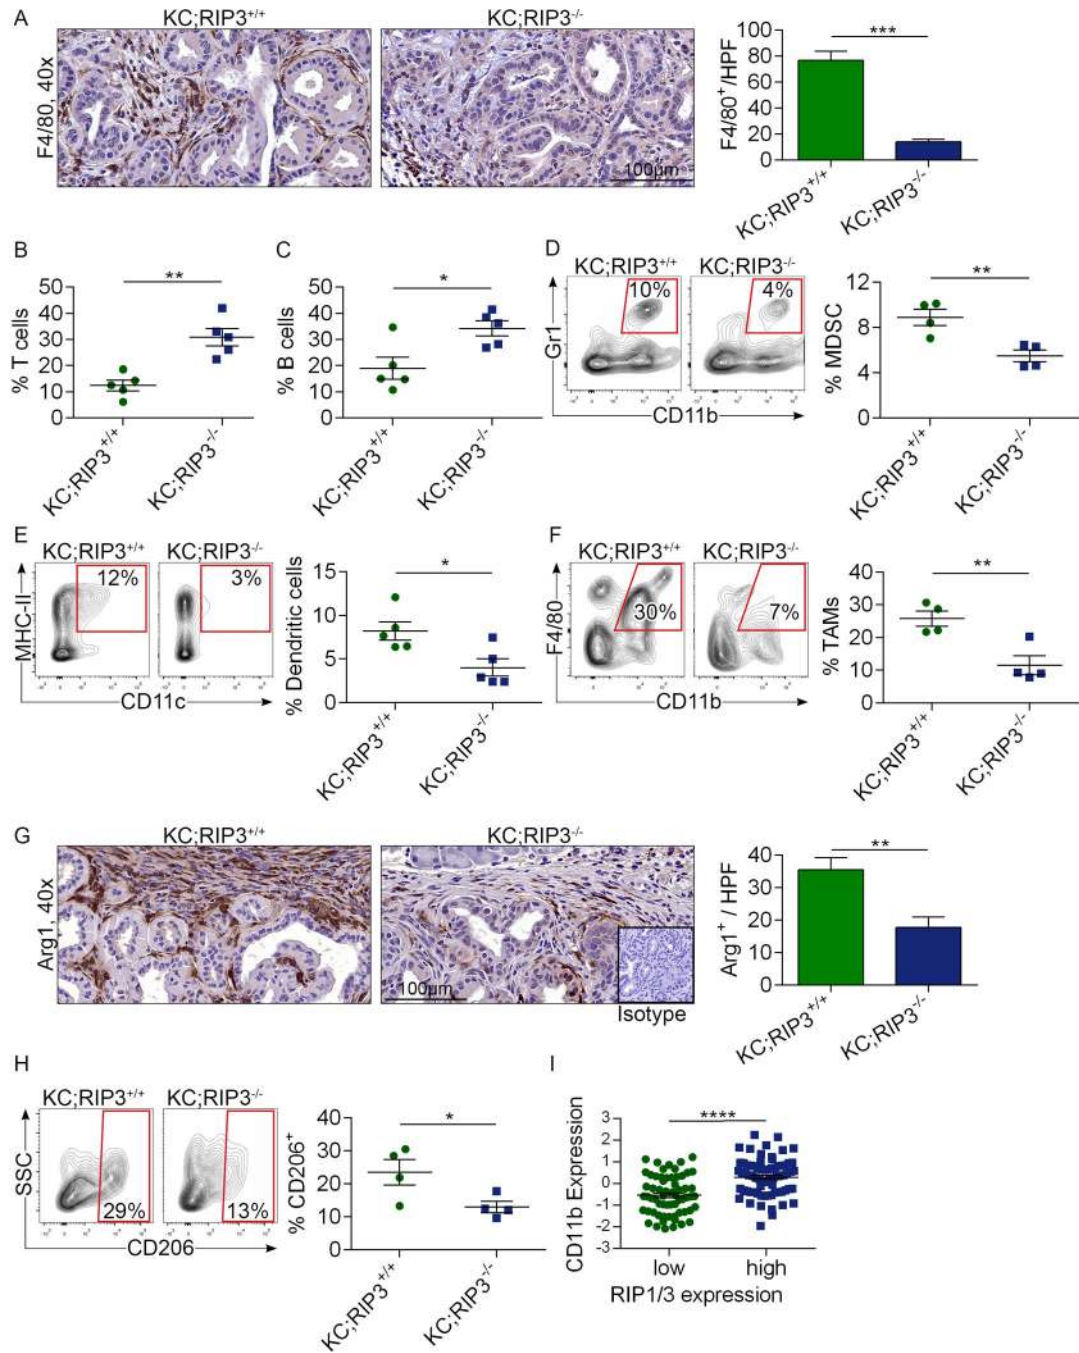 A
KC;RIP3+/+
KC;RIP3-/-
F4/80, 40x
100µm
F4/80+/HPF
100
80
60
40
20
0
***
KC;RIP3+/+
KC;RIP3-/-
B
% T cells
50
40
30
20
10
0
**
KC;RIP3+/+
KC;RIP3-/-
C
% B cells
50
40
30
20
10
0
*
KC;RIP3+/+
KC;RIP3-/-
D
KC;RIP3+/+
KC;RIP3-/-
10%
4%
Gr1
CD11b
% MDSC
12
8
4
0
**
KC;RIP3+/+
KC;RIP3-/-
E
KC;RIP3+/+
KC;RIP3-/-
12%
3%
MHC-II
CD11c
% Dendritic cells
15
10
5
0
*
KC;RIP3+/+
KC;RIP3-/-
F
KC;RIP3+/+
KC;RIP3-/-
30%
7%
F4/80
CD11b
% TAMs
40
30
20
10
0
**
KC;RIP3+/+
KC;RIP3-/-
G
KC;RIP3+/+
KC;RIP3-/-
Arg1, 40x
100µm
Isotype
Arg1+ / HPF
40
30
20
10
0
**
KC;RIP3+/+
KC;RIP3-/-
H
KC;RIP3+/+
KC;RIP3-/-
29%
13%
SSC
CD206
% CD206+
40
30
20
10
0
*
KC;RIP3+/+
KC;RIP3-/-
I
CD11b Expression
3
2
1
0
-1
-2
-3
****
low
high
RIP1/3 expression